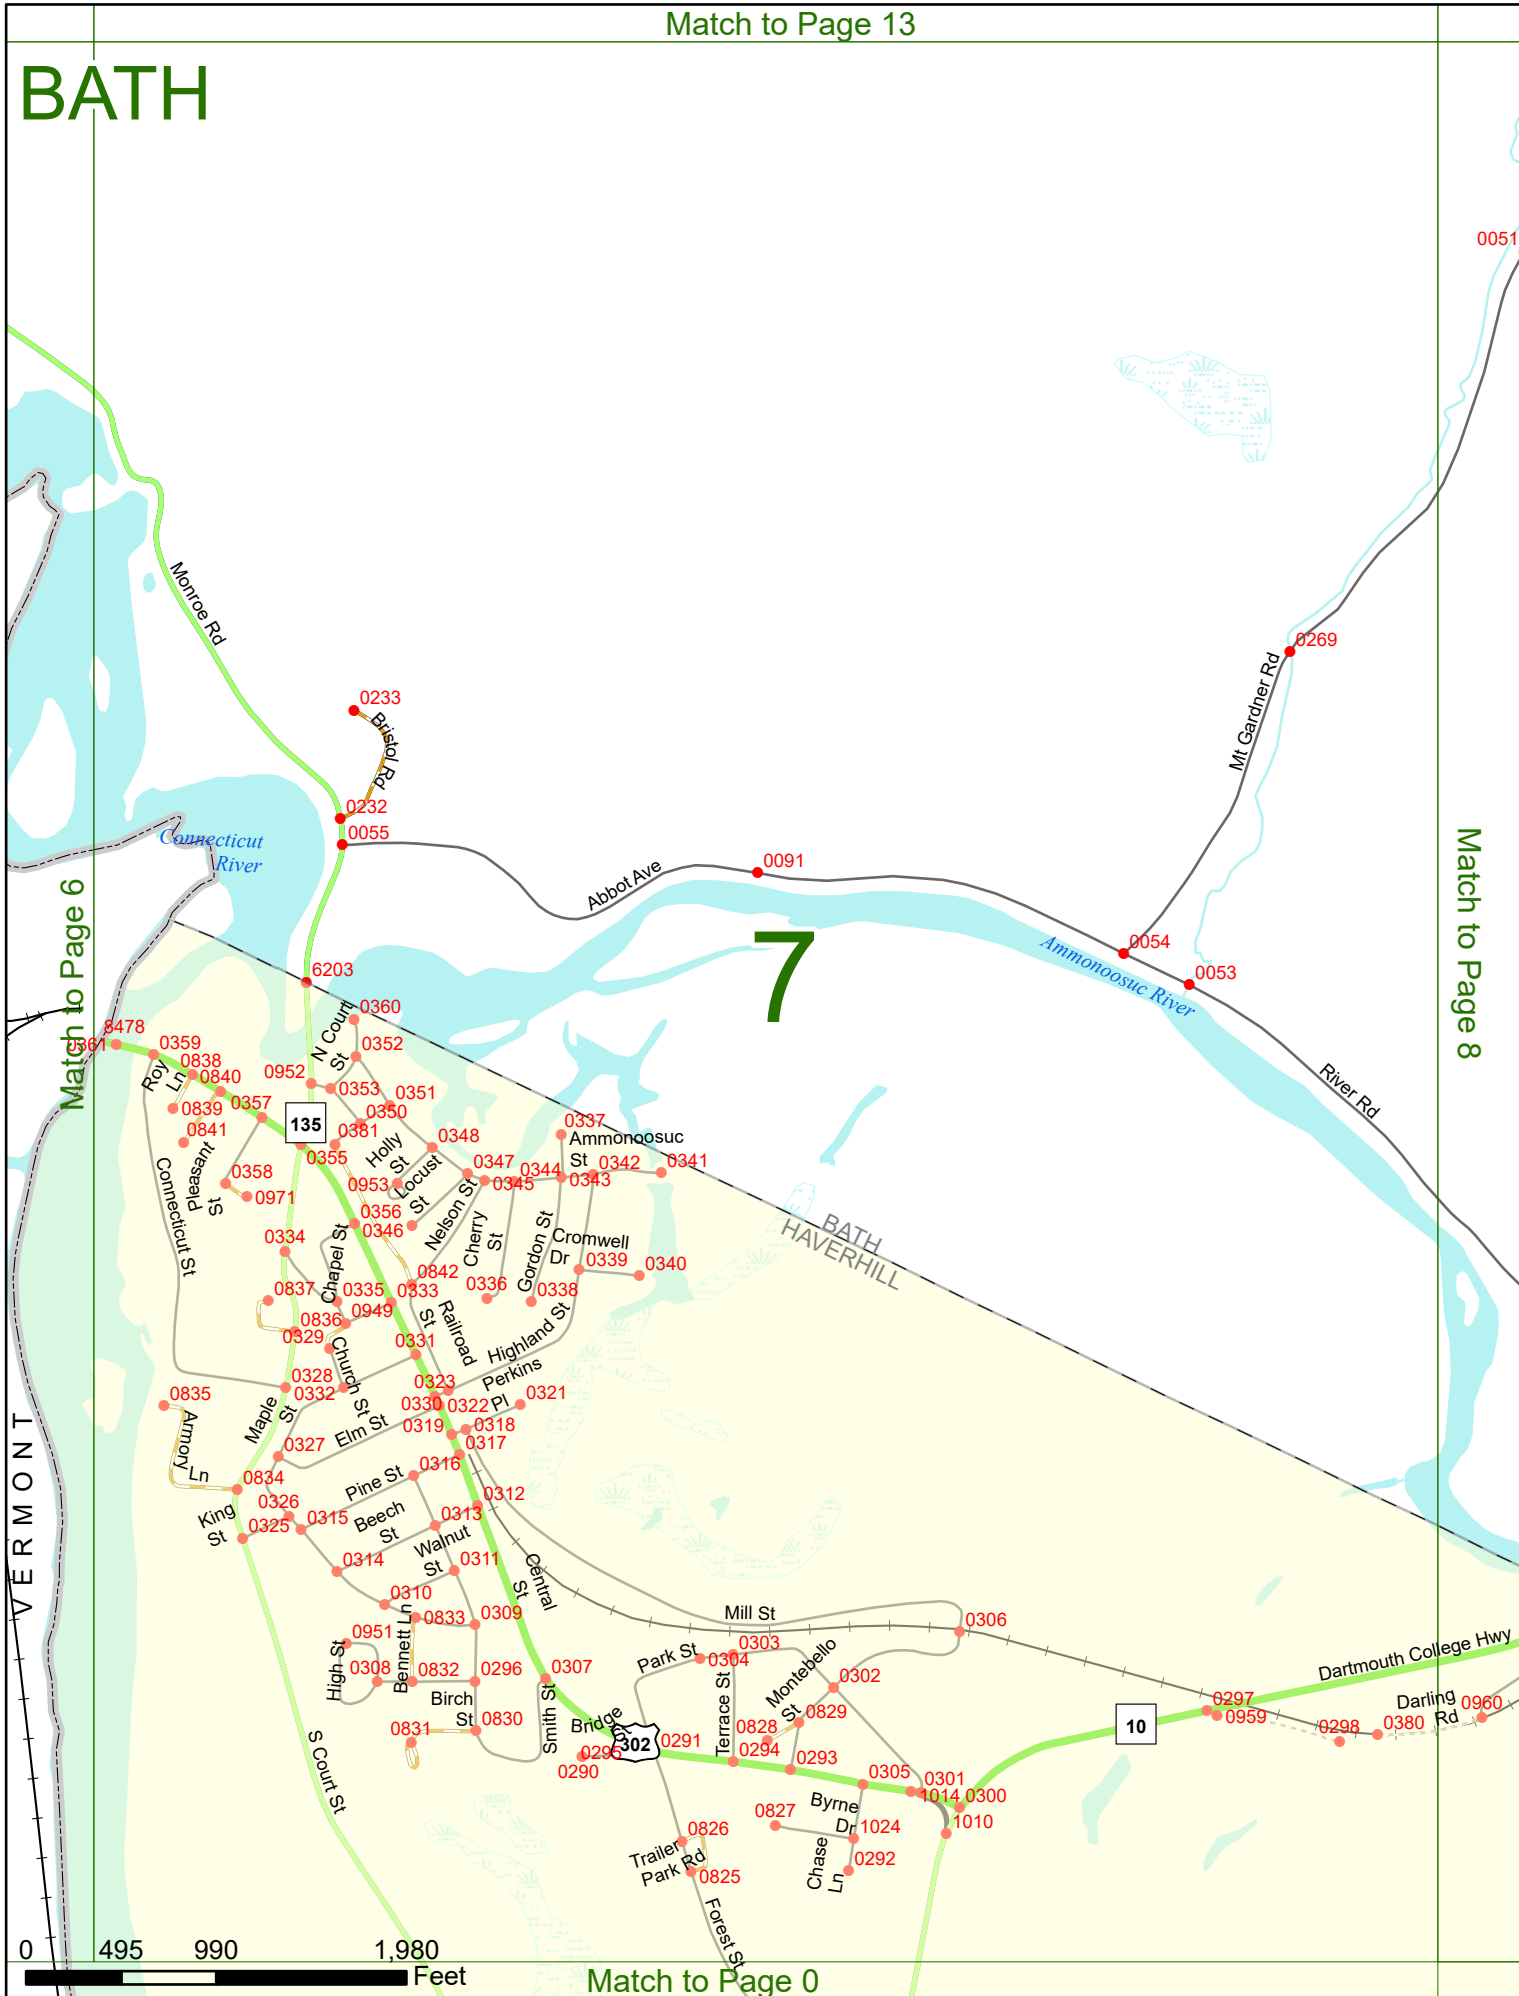 Match to Page 13
BATH
0051
0269
Monroe Rd
Mt Gardner Rd
0233
Bristol Rd
0232
0055
Connecticut
River
0091
Abbot Ave
Match to Page 6
Match to Page 8
7
0054
Ammonoosuc River
0053
6203
River Rd
N Court
St
0360
8478
0361
0359
0352
Roy
Ln
0838
0840
0952
0353
0351
0839
0357
135
0350
0337
0841
0381
0355
Holly
St
0348
Ammonoosuc
St
Pleasant
St
0358
0971
0953
Locust
St
0347
0345
0344
0343
0342
0341
Connecticut St
0356
0346
Nelson St
Cherry
St
Gordon St
Cromwell
Dr
BATH
HAVERHILL
0334
Chapel St
0339
0340
0842
0837
0335
0333
0336
0338
0836
0949
0329
St
Railroad
Highland St
0331
Church St
0328
0332
0323
Perkins
Pl
0835
0330
0322
0321
Maple
St
Elm St
0319
0318
Armory
Ln
0327
0317
VERMONT
0834
Pine St
0316
King
St
0326
0325
0315
Beech
St
0312
0313
Walnut
St
0314
0311
Central
St
0310
Mill St
0306
Bennett Ln
0833
0309
0951
High St
Park St
0303
0304
Montebello
St
Dartmouth College Hwy
0308
0832
0296
0307
0302
Birch
St
Smith St
Terrace St
0297
0959
Darling
Rd
0960
0831
0830
Bridge
St
302
0291
0828
0829
10
0298
0380
0295
0290
0294
0293
S Court St
0305
0301
1014
0300
Byrne
Dr
0827
1024
1010
0826
Trailer
Park Rd
0825
Chase
Ln
0292
Forest St
0
495
990
1,980
Feet
Match to Page 0